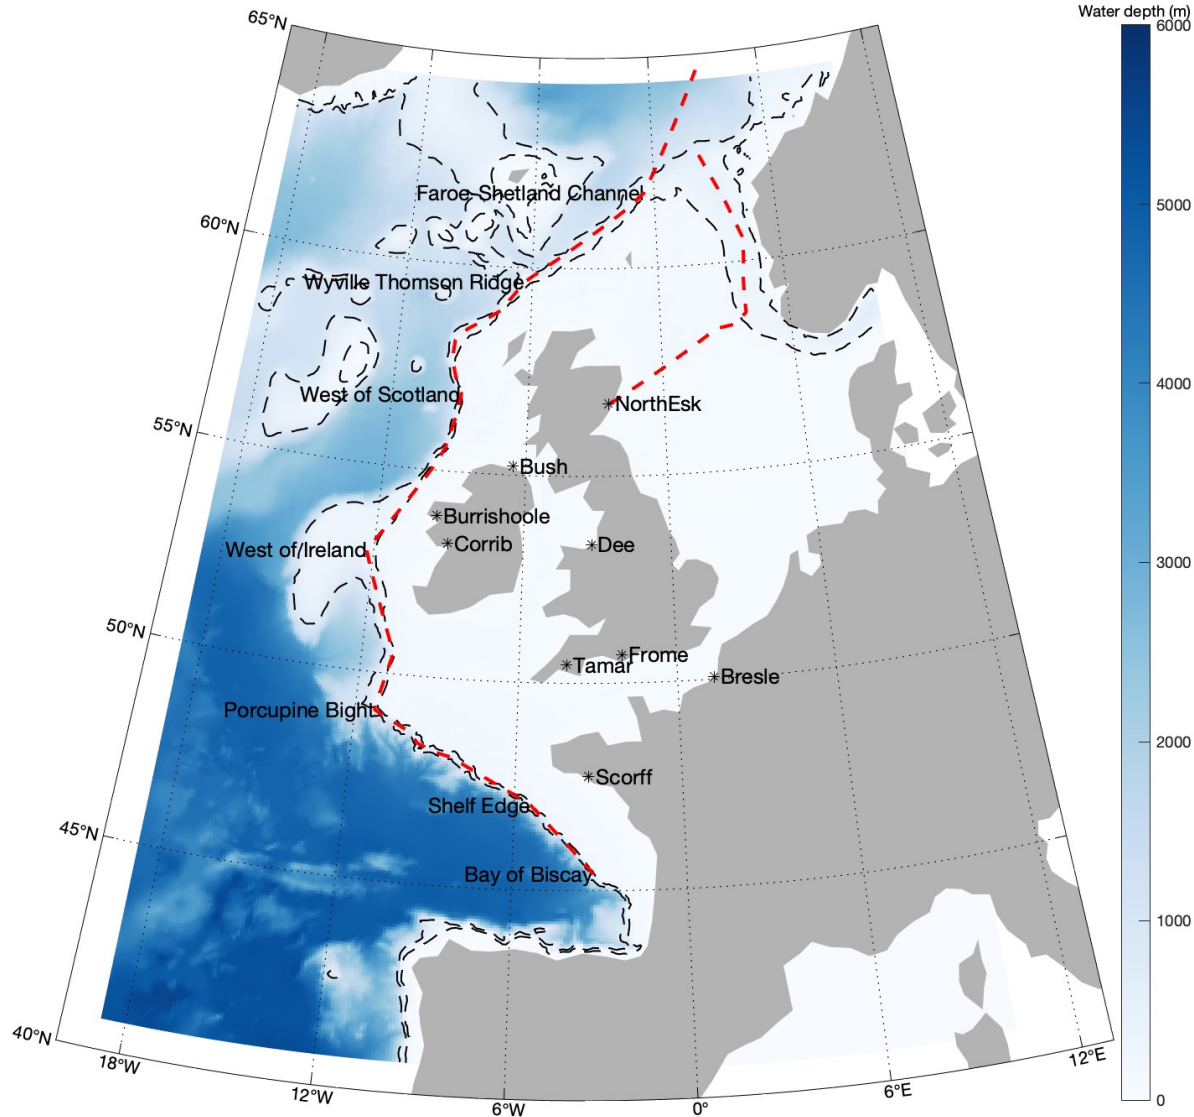 Water depth (m)
65°N
6000
Faroe-Shetland Channel
5000
60°N
Wyville Thomson Ridge
4000
West of Scotland
NorthEsk
55°N
Bush
Burrishoole
West of/Ireland
Corrib
Dee
3000
50°N
Frome
Tamar
Bresle
Porcupine Bight
2000
Scorff
Shelf Edge
45°N
Bay of Biscay
1000
40°N
18°W
12°W
6°W
0°
6°E
12°E
0